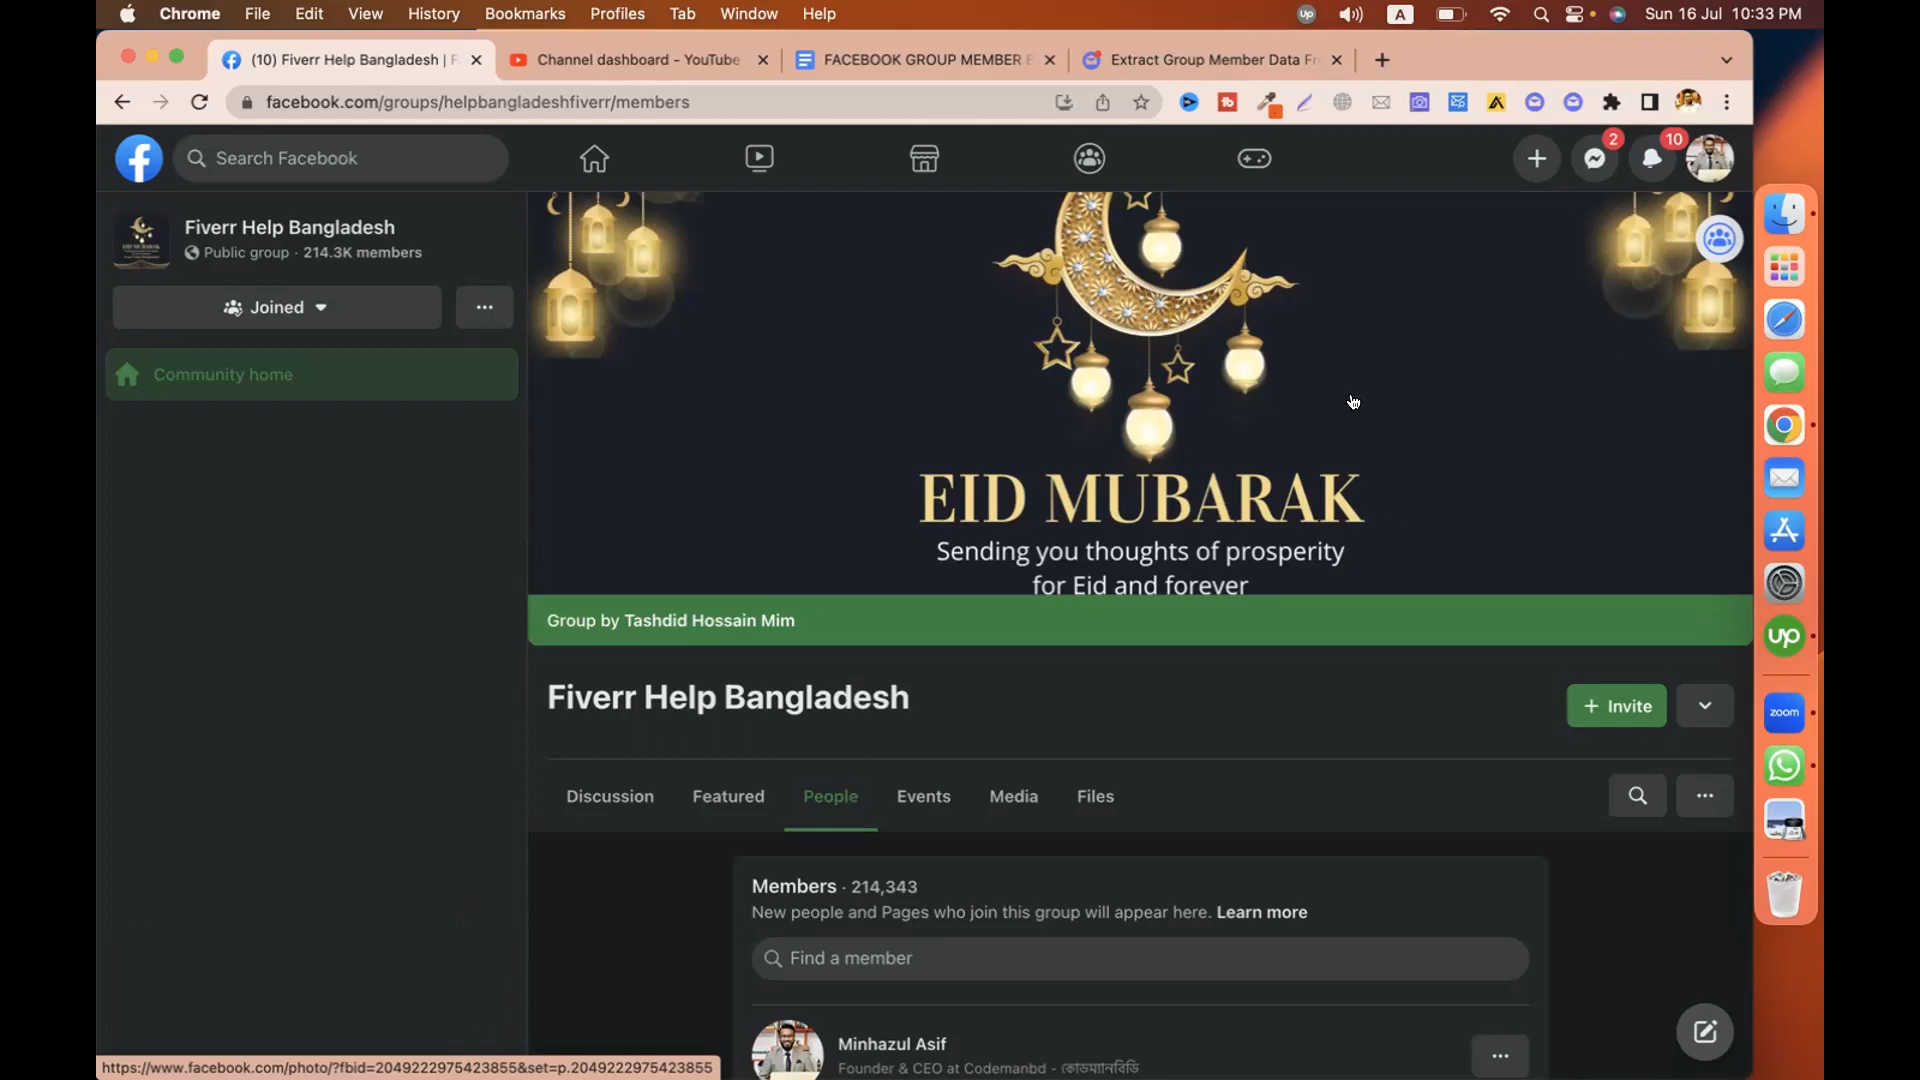 Chrome File Edit View History Bookmarks Profiles Tab Window Help Sun 16 Jul 10:33 PM
(10) Fiverr Help Bangladesh | F
Channel dashboard - YouTube
FACEBOOK GROUP MEMBER E
Extract Group Member Data Fr
facebook.com/groups/helpbangladeshfiverr/members
Search Facebook
2
10
Fiverr Help Bangladesh
Public group · 214.3K members
Joined
Community home
EID MUBARAK
Sending you thoughts of prosperity
for Eid and forever
Group by Tashdid Hossain Mim
Fiverr Help Bangladesh
+ Invite
Discussion Featured People Events Media Files
Members · 214,343
New people and Pages who join this group will appear here. Learn more
Find a member
Minhazul Asif
Founder & CEO at Codemanbd - কোডম্যানবিডি
https://www.facebook.com/photo/?fbid=2049222975423855&set=p.2049222975423855
up
zoom